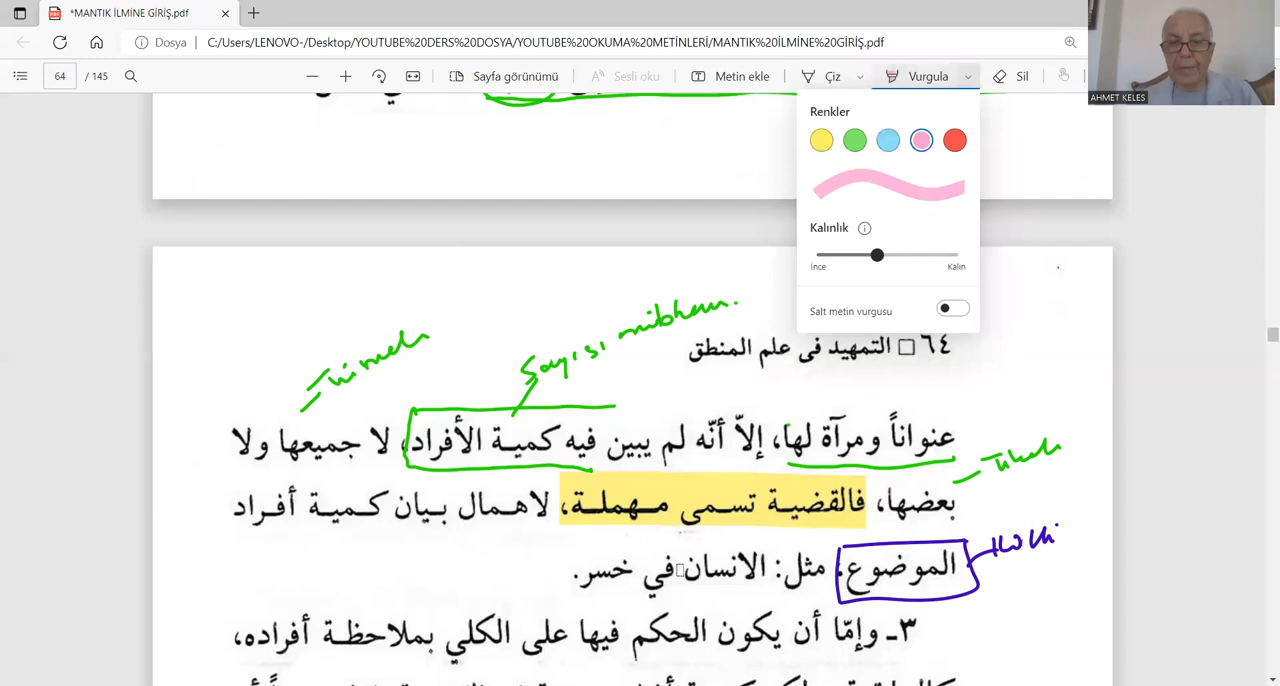 *MANTIK İLMİNE GİRİŞ.pdf
Dosya C:/Users/LENOVO-/Desktop/YOUTUBE%20DERS%20DOSYA/YOUTUBE%20OKUMA%20METİNLERİ/MANTIK%20İLMİNE%20GİRİŞ.pdf
64 / 145 Sayfa görünümü Sesli oku Metin ekle Çiz Vurgula Sil
AHMET KELES
Renkler
Kalınlık
İnce Kalın
Salt metin vurgusu
٦٤ □ التمهيد في علم المنطق
Sayısı mübhem.
عنواناً ومرآة لها، إلاّ أنّه لم يبين فيه كمية الأفراد، لا جميعها ولا
بعضها، فالقضية تسمى مهملة، لاهمال بيان كمية أفراد
الموضوع. مثل: الانسان في خسر.
٣ـ وإمّا أن يكون الحكم فيها على الكلي بملاحظة أفراده،